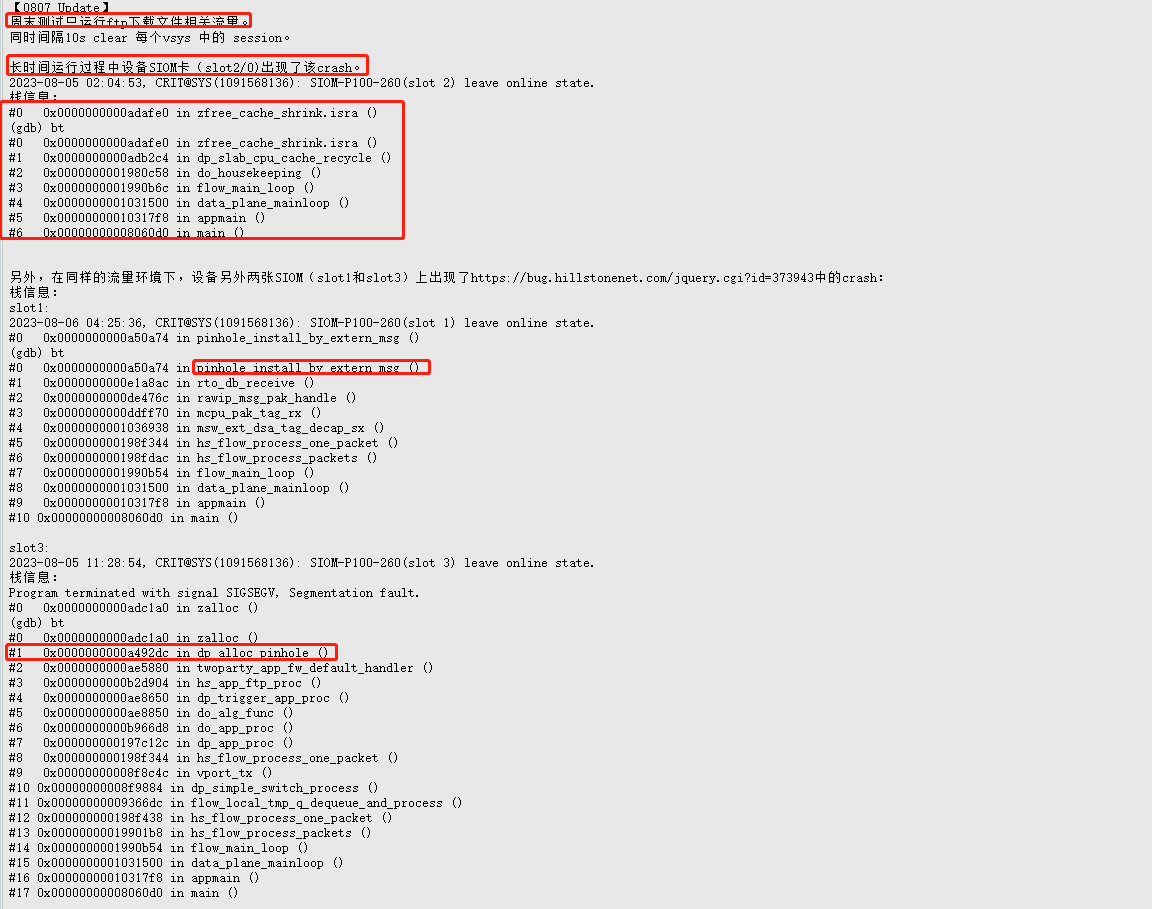 【0807 Update】
周末测试只运行ftp下载文件相关流量。
同时间隔10s clear 每个vsys 中的 session。
长时间运行过程中设备SIOM卡（slot2/0)出现了该crash。
2023-08-05 02:04:53, CRIT@SYS(1091568136): SIOM-P100-260(slot 2) leave online state.
栈信息:
#0 0x0000000000adafe0 in zfree_cache_shrink.isra ()
(gdb) bt
#0 0x0000000000adafe0 in zfree_cache_shrink.isra ()
#1 0x0000000000adb2c4 in dp_slab_cpu_cache_recycle ()
#2 0x0000000001980c58 in do_housekeeping ()
#3 0x0000000001990b6c in flow_main_loop ()
#4 0x0000000001031500 in data_plane_mainloop ()
#5 0x00000000010317f8 in appmain ()
#6 0x00000000008060d0 in main ()
另外，在同样的流量环境下，设备另外两张SIOM（slot1和slot3）上出现了https://bug.hillstonenet.com/jquery.cgi?id=373943中的crash:
栈信息:
slot1:
2023-08-06 04:25:36, CRIT@SYS(1091568136): SIOM-P100-260(slot 1) leave online state.
#0 0x0000000000a50a74 in pinhole_install_by_extern_msg ()
(gdb) bt
#0 0x0000000000a50a74 in pinhole_install_by_extern_msg ()
#1 0x0000000000e1a8ac in rto_db_receive ()
#2 0x0000000000de476c in rawip_msg_pak_handle ()
#3 0x0000000000ddff70 in mcpu_pak_tag_rx ()
#4 0x0000000001036938 in msw_ext_dsa_tag_decap_sx ()
#5 0x000000000198f344 in hs_flow_process_one_packet ()
#6 0x000000000198fdac in hs_flow_process_packets ()
#7 0x0000000001990b54 in flow_main_loop ()
#8 0x0000000001031500 in data_plane_mainloop ()
#9 0x00000000010317f8 in appmain ()
#10 0x00000000008060d0 in main ()
slot3:
2023-08-05 11:28:54, CRIT@SYS(1091568136): SIOM-P100-260(slot 3) leave online state.
栈信息:
Program terminated with signal SIGSEGV, Segmentation fault.
#0 0x0000000000adc1a0 in zalloc ()
(gdb) bt
#0 0x0000000000adc1a0 in zalloc ()
#1 0x0000000000a492dc in dp_alloc_pinhole ()
#2 0x0000000000ae5880 in twoparty_app_fw_default_handler ()
#3 0x0000000000b2d904 in hs_app_ftp_proc ()
#4 0x0000000000ae8650 in dp_trigger_app_proc ()
#5 0x0000000000ae8850 in do_alg_func ()
#6 0x0000000000b966d8 in do_app_proc ()
#7 0x000000000197c12c in dp_app_proc ()
#8 0x000000000198f344 in hs_flow_process_one_packet ()
#9 0x00000000008f8c4c in vport_tx ()
#10 0x00000000008f9884 in dp_simple_switch_process ()
#11 0x00000000009366dc in flow_local_tmp_q_dequeue_and_process ()
#12 0x000000000198f438 in hs_flow_process_one_packet ()
#13 0x00000000019901b8 in hs_flow_process_packets ()
#14 0x0000000001990b54 in flow_main_loop ()
#15 0x0000000001031500 in data_plane_mainloop ()
#16 0x00000000010317f8 in appmain ()
#17 0x00000000008060d0 in main ()